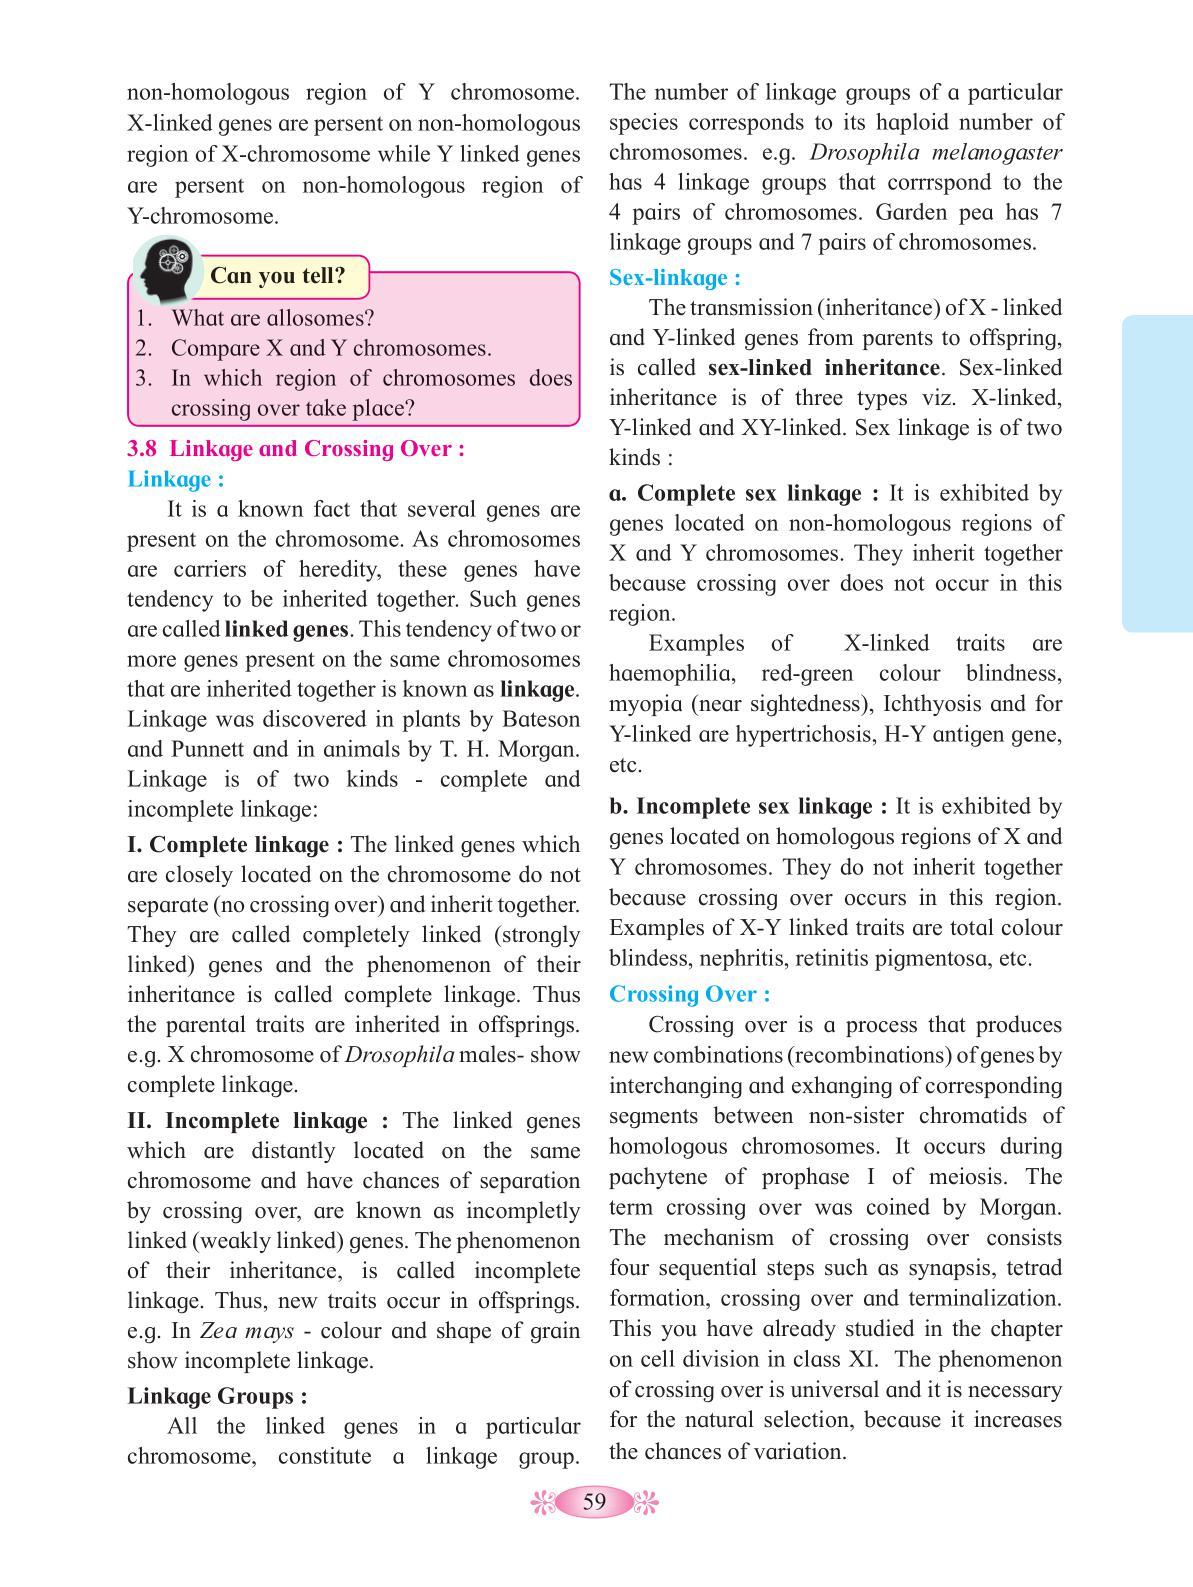 non-homologous region of Y chromosome.
X-linked genes are persent on non-homologous
region of X-chromosome while Y linked genes
are persent on non-homologous region of
Y-chromosome.
Can you tell?
1. What are allosomes?
2. Compare X and Y chromosomes.
3. In which region of chromosomes does
crossing over take place?
3.8 Linkage and Crossing Over :
Linkage :
It is a known fact that several genes are
present on the chromosome. As chromosomes
are carriers of heredity, these genes have
tendency to be inherited together. Such genes
are called linked genes. This tendency of two or
more genes present on the same chromosomes
that are inherited together is known as linkage.
Linkage was discovered in plants by Bateson
and Punnett and in animals by T. H. Morgan.
Linkage is of two kinds - complete and
incomplete linkage:
I. Complete linkage : The linked genes which
are closely located on the chromosome do not
separate (no crossing over) and inherit together.
They are called completely linked (strongly
linked) genes and the phenomenon of their
inheritance is called complete linkage. Thus
the parental traits are inherited in offsprings.
e.g. X chromosome of Drosophila males- show
complete linkage.
II. Incomplete linkage : The linked genes
which are distantly located on the same
chromosome and have chances of separation
by crossing over, are known as incompletly
linked (weakly linked) genes. The phenomenon
of their inheritance, is called incomplete
linkage. Thus, new traits occur in offsprings.
e.g. In Zea mays - colour and shape of grain
show incomplete linkage.
Linkage Groups :
All the linked genes in a particular
chromosome, constitute a linkage group.
The number of linkage groups of a particular
species corresponds to its haploid number of
chromosomes. e.g. Drosophila melanogaster
has 4 linkage groups that corrrspond to the
4 pairs of chromosomes. Garden pea has 7
linkage groups and 7 pairs of chromosomes.
Sex-linkage :
The transmission (inheritance) of X - linked
and Y-linked genes from parents to offspring,
is called sex-linked inheritance. Sex-linked
inheritance is of three types viz. X-linked,
Y-linked and XY-linked. Sex linkage is of two
kinds :
a. Complete sex linkage : It is exhibited by
genes located on non-homologous regions of
X and Y chromosomes. They inherit together
because crossing over does not occur in this
region.
Examples of X-linked traits are
haemophilia, red-green colour blindness,
myopia (near sightedness), Ichthyosis and for
Y-linked are hypertrichosis, H-Y antigen gene,
etc.
b. Incomplete sex linkage : It is exhibited by
genes located on homologous regions of X and
Y chromosomes. They do not inherit together
because crossing over occurs in this region.
Examples of X-Y linked traits are total colour
blindess, nephritis, retinitis pigmentosa, etc.
Crossing Over :
Crossing over is a process that produces
new combinations (recombinations) of genes by
interchanging and exhanging of corresponding
segments between non-sister chromatids of
homologous chromosomes. It occurs during
pachytene of prophase I of meiosis. The
term crossing over was coined by Morgan.
The mechanism of crossing over consists
four sequential steps such as synapsis, tetrad
formation, crossing over and terminalization.
This you have already studied in the chapter
on cell division in class XI. The phenomenon
of crossing over is universal and it is necessary
for the natural selection, because it increases
the chances of variation.
59